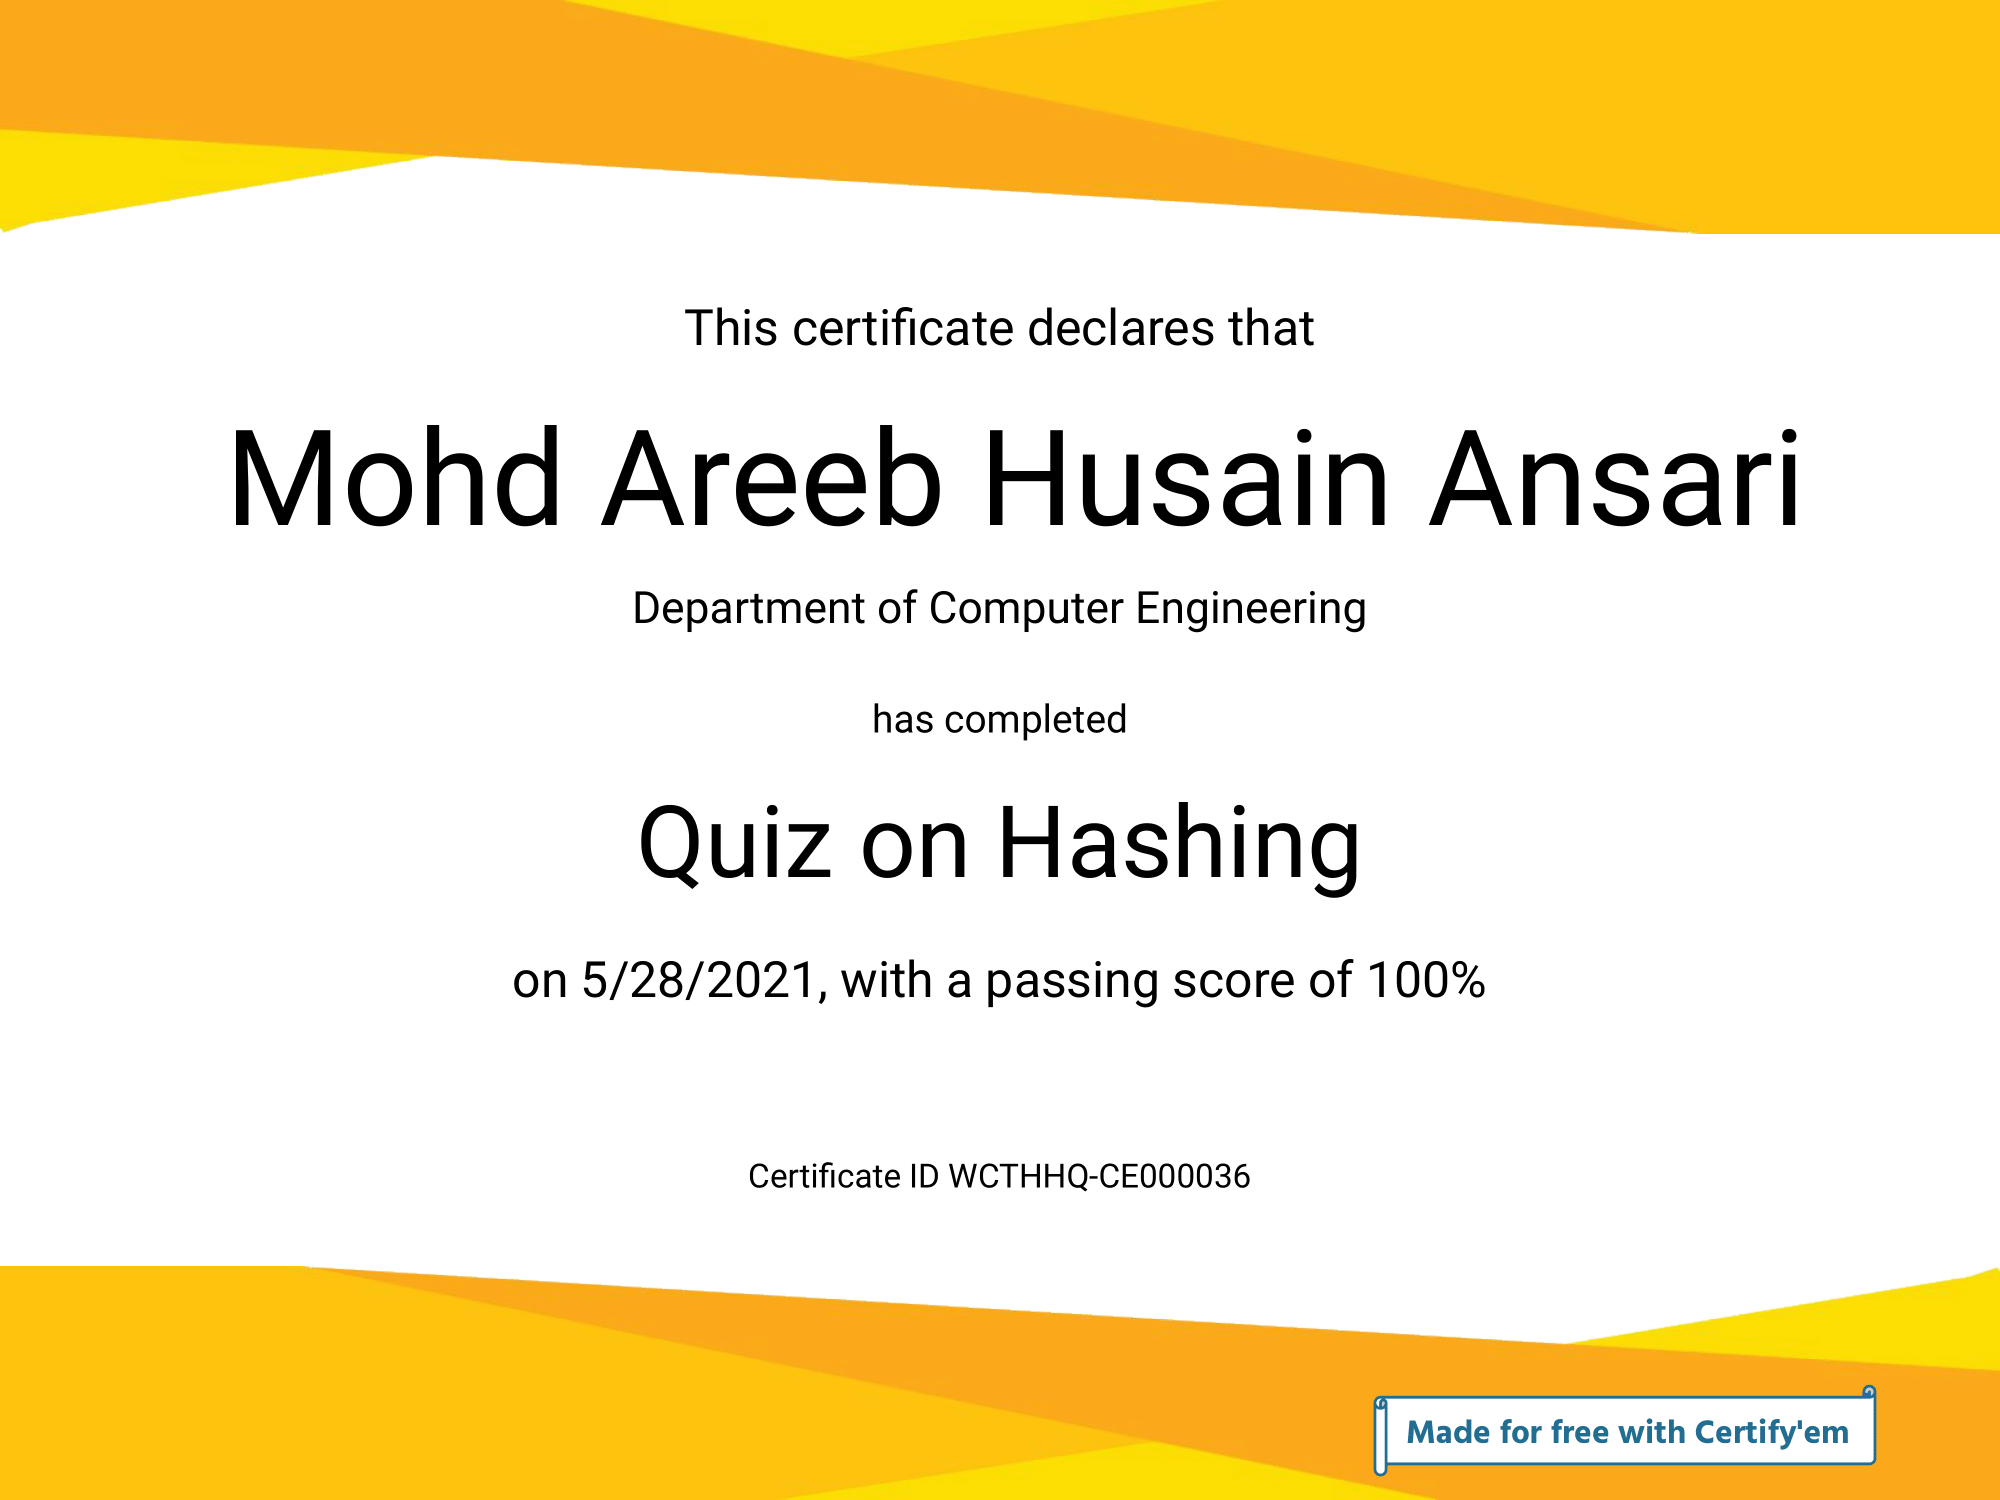 This certificate declares that
Mohd Areeb Husain Ansari
Department of Computer Engineering
has completed
Quiz on Hashing
on 5/28/2021, with a passing score of 100%
Certificate ID WCTHHQ-CE000036
Made for free with Certify'em